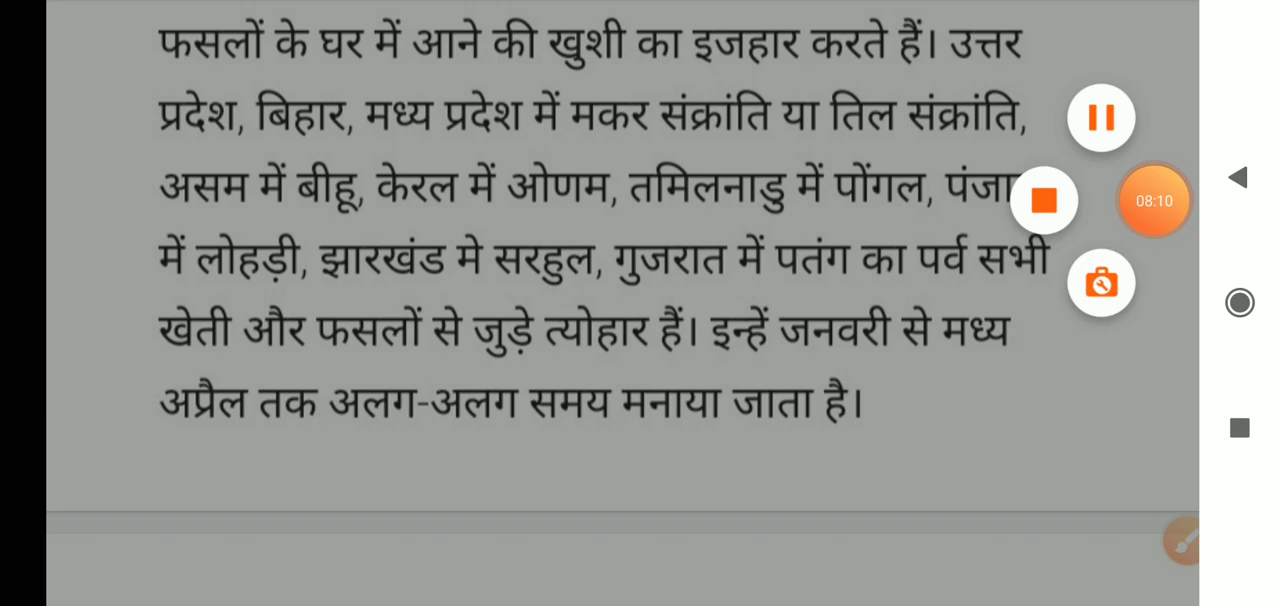 फसलों के घर में आने की खुशी का इजहार करते हैं। उत्तर
प्रदेश, बिहार, मध्य प्रदेश में मकर संक्रांति या तिल संक्रांति,
असम में बीहू, केरल में ओणम, तमिलनाडु में पोंगल,
में लोहड़ी, झारखंड मे सरहुल, गुजरात में पतंग का पर्व सभी
खेती और फसलों से जुड़े त्योहार हैं। इन्हें जनवरी से मध्य
अप्रैल तक अलग-अलग समय मनाया जाता है।
08:10